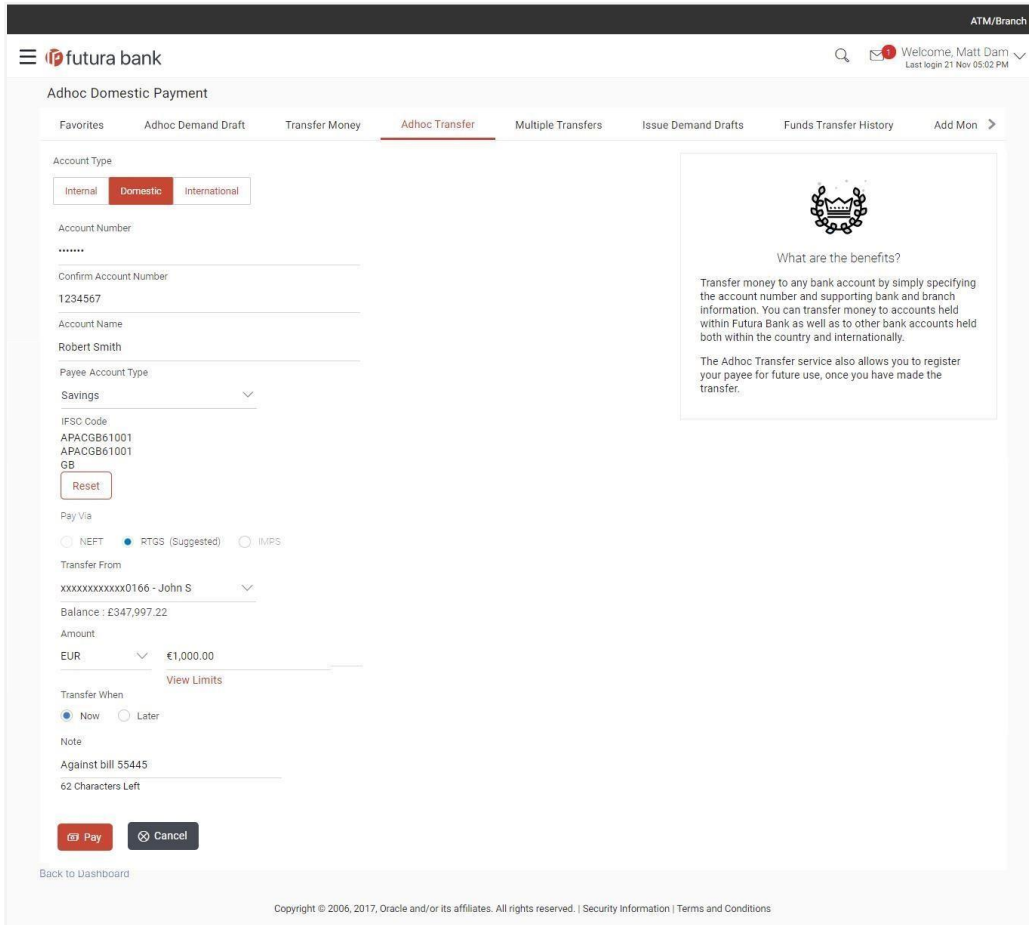 ATM/Branch
futura bank
1
Welcome, Matt Dam
Last login 21 Nov 05:02 PM
Adhoc Domestic Payment
Favorites Adhoc Demand Draft Transfer Money Adhoc Transfer Multiple Transfers Issue Demand Drafts Funds Transfer History Add Mon
Account Type
Internal Domestic International
Account Number
•••••••
Confirm Account Number
1234567
Account Name
Robert Smith
Payee Account Type
Savings
IFSC Code
APACGB61001
APACGB61001
GB
Reset
Pay Via
NEFT RTGS (Suggested) IMPS
Transfer From
xxxxxxxxxxxx0166 - John S
Balance : £347,997.22
Amount
EUR €1,000.00
View Limits
Transfer When
Now Later
Note
Against bill 55445
62 Characters Left
Pay Cancel
Back to Dashboard
What are the benefits?
Transfer money to any bank account by simply specifying
the account number and supporting bank and branch
information. You can transfer money to accounts held
within Futura Bank as well as to other bank accounts held
both within the country and internationally.
The Adhoc Transfer service also allows you to register
your payee for future use, once you have made the
transfer.
Copyright © 2006, 2017, Oracle and/or its affiliates. All rights reserved. | Security Information | Terms and Conditions